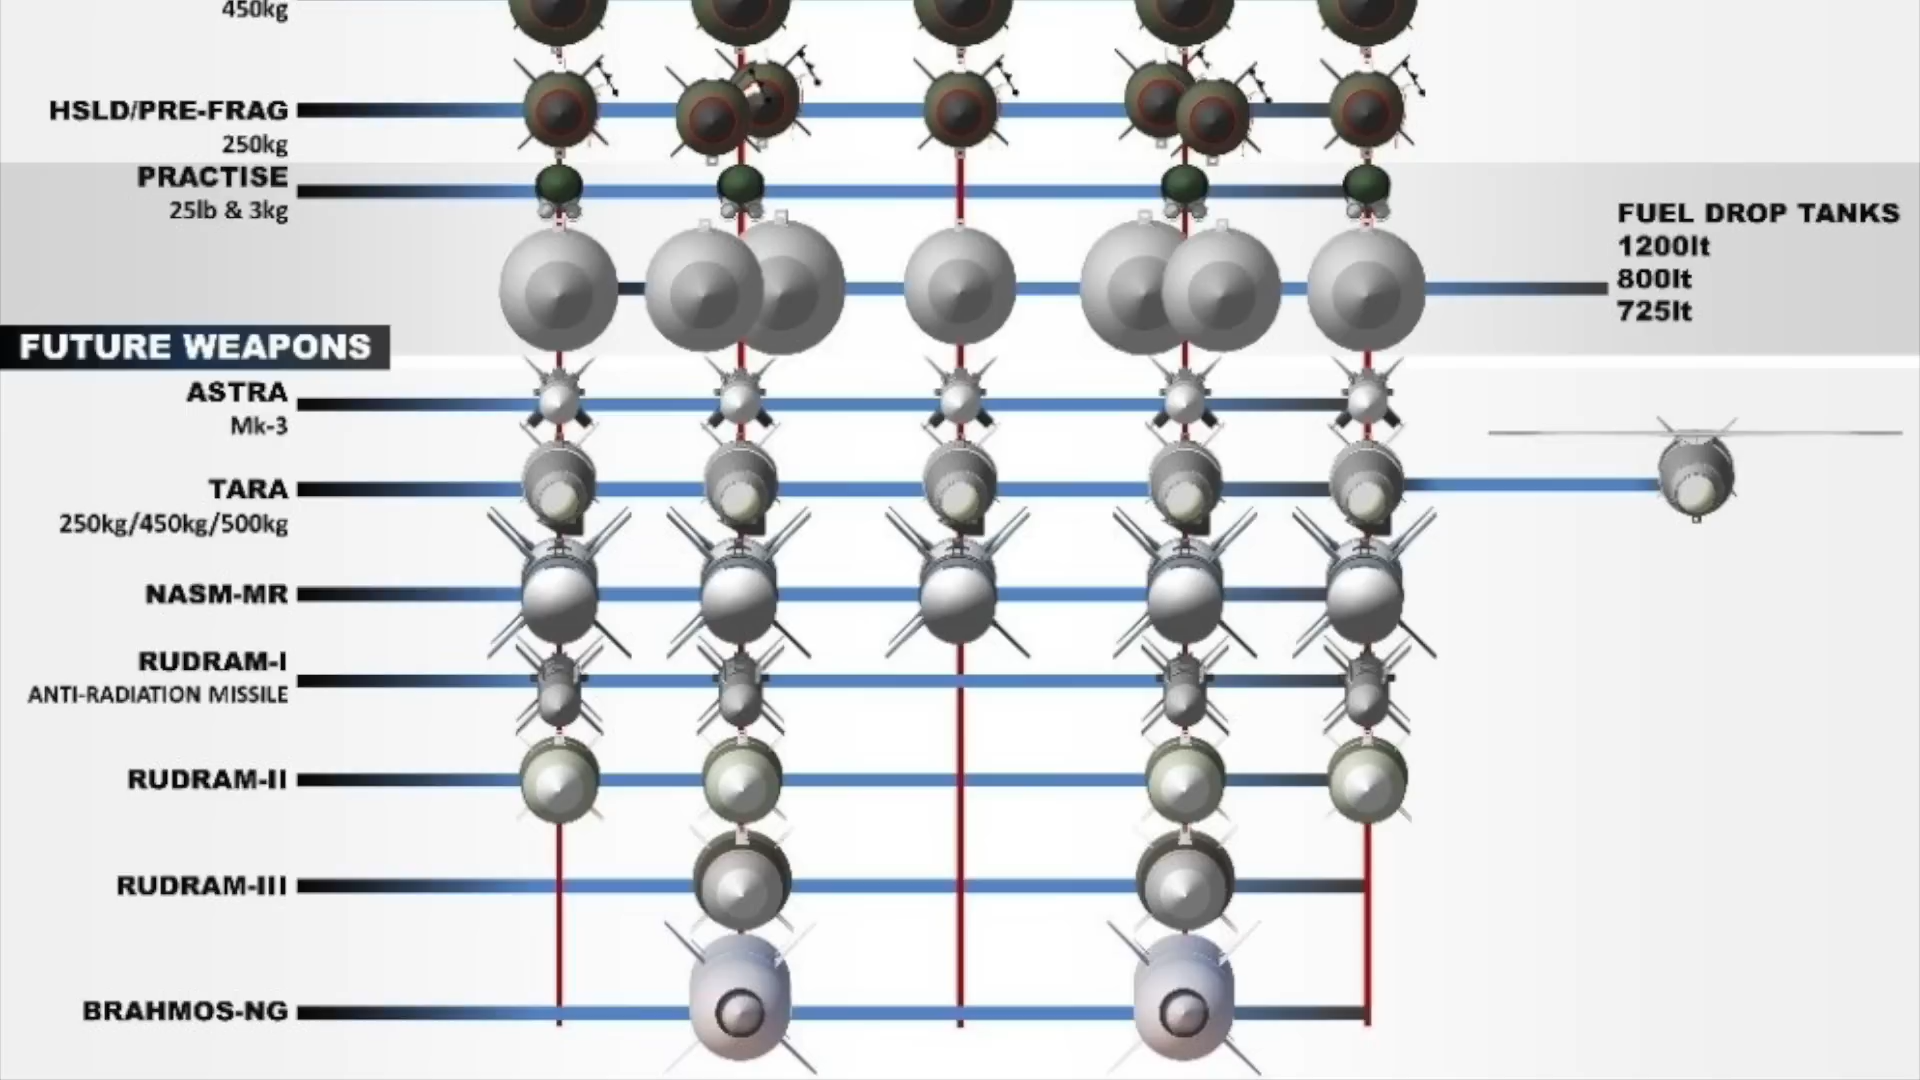 450kg
HSLD/PRE-FRAG
250kg
PRACTISE
25lb & 3kg
FUEL DROP TANKS
1200lt
800lt
725lt
FUTURE WEAPONS
ASTRA
Mk-3
TARA
250kg/450kg/500kg
NASM-MR
RUDRAM-I
ANTI-RADIATION MISSILE
RUDRAM-II
RUDRAM-III
BRAHMOS-NG